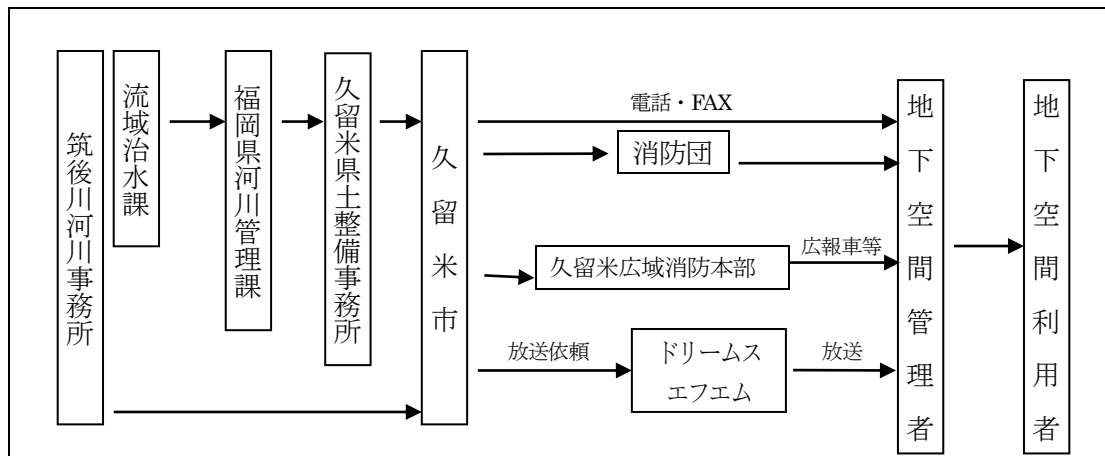 筑後川河川事務所
流域治水課
福岡県河川管理課
久留米県土整備事務所
久留米市
電話・FAX
消防団
久留米広域消防本部
広報車等
放送依頼
ドリームス
エフエム
放送
地下空間管理者
地下空間利用者